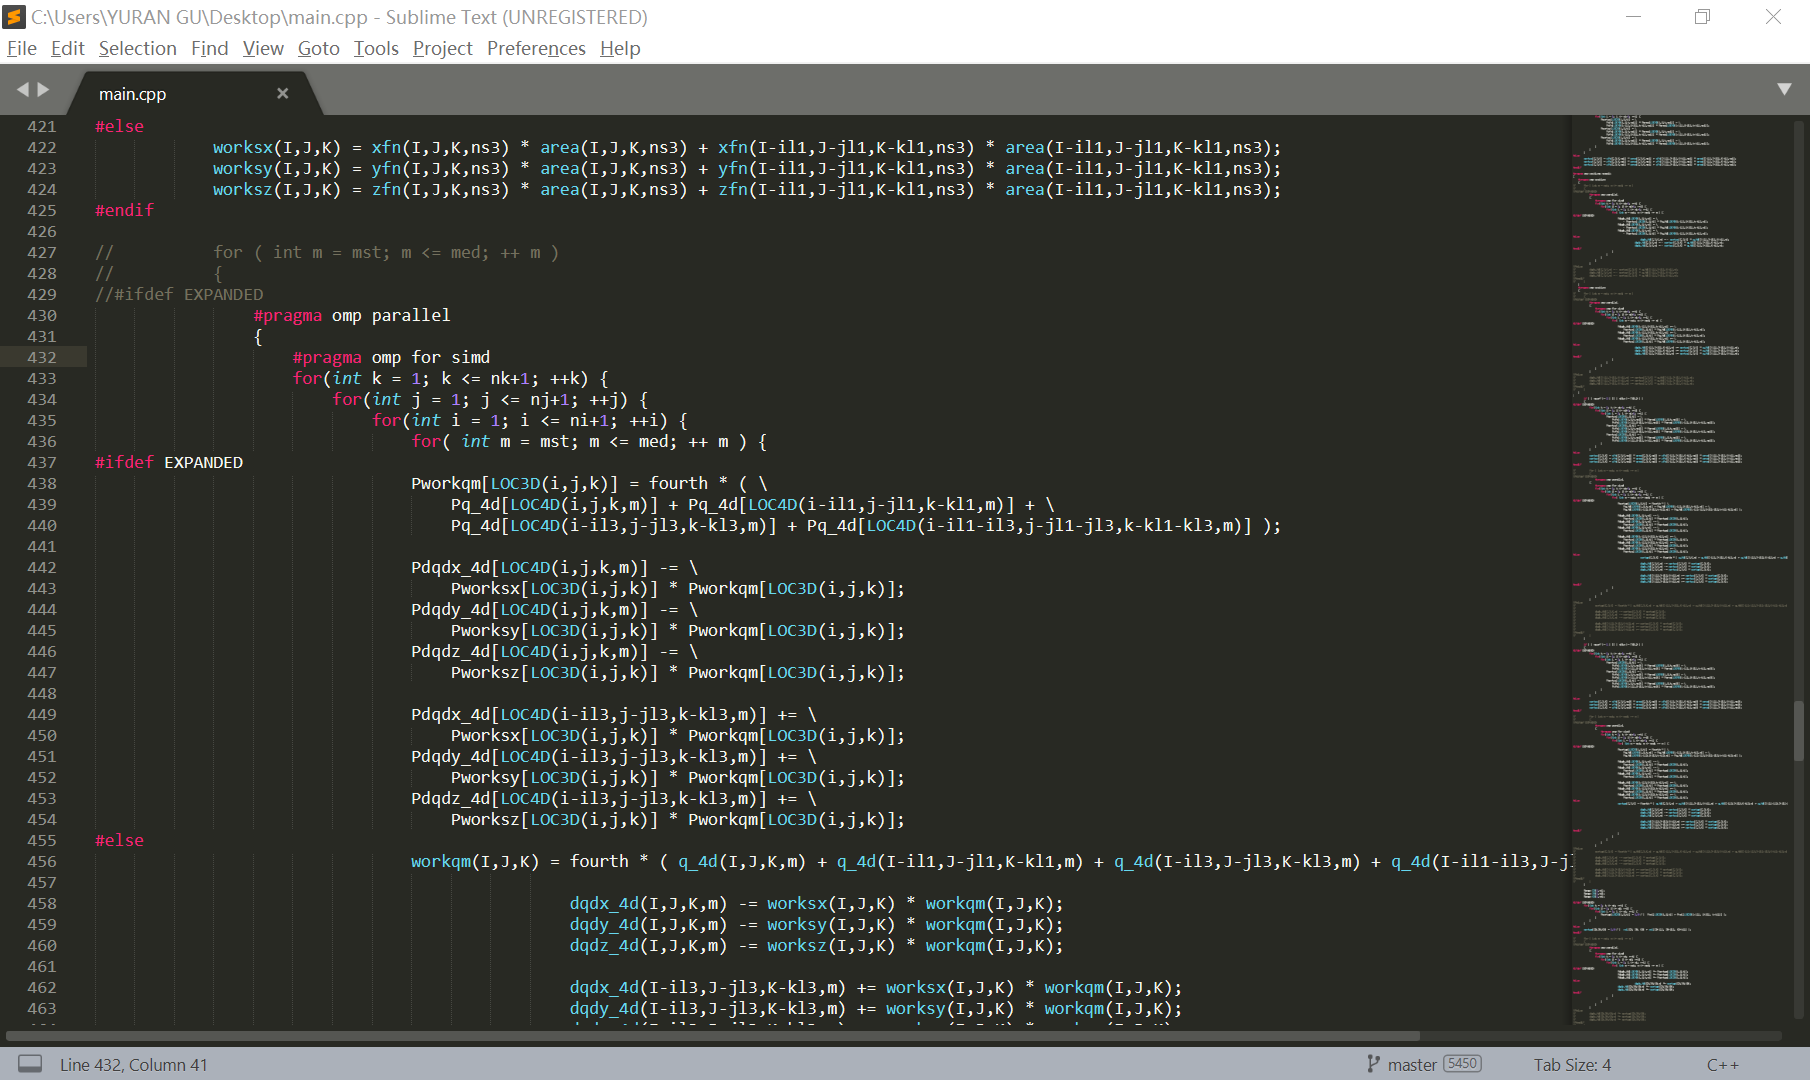 C:\Users\YURAN GU\Desktop\main.cpp - Sublime Text (UNREGISTERED)
File Edit Selection Find View Goto Tools Project Preferences Help
main.cpp
421 #else
422 worksx(I,J,K) = xfn(I,J,K,ns3) * area(I,J,K,ns3) + xfn(I-il1,J-jl1,K-kl1,ns3) * area(I-il1,J-jl1,K-kl1,ns3);
423 worksy(I,J,K) = yfn(I,J,K,ns3) * area(I,J,K,ns3) + yfn(I-il1,J-jl1,K-kl1,ns3) * area(I-il1,J-jl1,K-kl1,ns3);
424 worksz(I,J,K) = zfn(I,J,K,ns3) * area(I,J,K,ns3) + zfn(I-il1,J-jl1,K-kl1,ns3) * area(I-il1,J-jl1,K-kl1,ns3);
425 #endif
426
427 // for ( int m = mst; m <= med; ++ m )
428 // {
429 //#ifdef EXPANDED
430 #pragma omp parallel
431 {
432 #pragma omp for simd
433 for(int k = 1; k <= nk+1; ++k) {
434 for(int j = 1; j <= nj+1; ++j) {
435 for(int i = 1; i <= ni+1; ++i) {
436 for( int m = mst; m <= med; ++ m ) {
437 #ifdef EXPANDED
438 Pworkqm[LOC3D(i,j,k)] = fourth * ( \
439 Pq_4d[LOC4D(i,j,k,m)] + Pq_4d[LOC4D(i-il1,j-jl1,k-kl1,m)] + \
440 Pq_4d[LOC4D(i-il3,j-jl3,k-kl3,m)] + Pq_4d[LOC4D(i-il1-il3,j-jl1-jl3,k-kl1-kl3,m)] );
441
442 Pdqdx_4d[LOC4D(i,j,k,m)] -= \
443 Pworksx[LOC3D(i,j,k)] * Pworkqm[LOC3D(i,j,k)];
444 Pdqdy_4d[LOC4D(i,j,k,m)] -= \
445 Pworksy[LOC3D(i,j,k)] * Pworkqm[LOC3D(i,j,k)];
446 Pdqdz_4d[LOC4D(i,j,k,m)] -= \
447 Pworksz[LOC3D(i,j,k)] * Pworkqm[LOC3D(i,j,k)];
448
449 Pdqdx_4d[LOC4D(i-il3,j-jl3,k-kl3,m)] += \
450 Pworksx[LOC3D(i,j,k)] * Pworkqm[LOC3D(i,j,k)];
451 Pdqdy_4d[LOC4D(i-il3,j-jl3,k-kl3,m)] += \
452 Pworksy[LOC3D(i,j,k)] * Pworkqm[LOC3D(i,j,k)];
453 Pdqdz_4d[LOC4D(i-il3,j-jl3,k-kl3,m)] += \
454 Pworksz[LOC3D(i,j,k)] * Pworkqm[LOC3D(i,j,k)];
455 #else
456 workqm(I,J,K) = fourth * ( q_4d(I,J,K,m) + q_4d(I-il1,J-jl1,K-kl1,m) + q_4d(I-il3,J-jl3,K-kl3,m) + q_4d(I-il1-il3,J-jl
457
458 dqdx_4d(I,J,K,m) -= worksx(I,J,K) * workqm(I,J,K);
459 dqdy_4d(I,J,K,m) -= worksy(I,J,K) * workqm(I,J,K);
460 dqdz_4d(I,J,K,m) -= worksz(I,J,K) * workqm(I,J,K);
461
462 dqdx_4d(I-il3,J-jl3,K-kl3,m) += worksx(I,J,K) * workqm(I,J,K);
463 dqdy_4d(I-il3,J-jl3,K-kl3,m) += worksy(I,J,K) * workqm(I,J,K);
Line 432, Column 41
master 5450
Tab Size: 4
C++